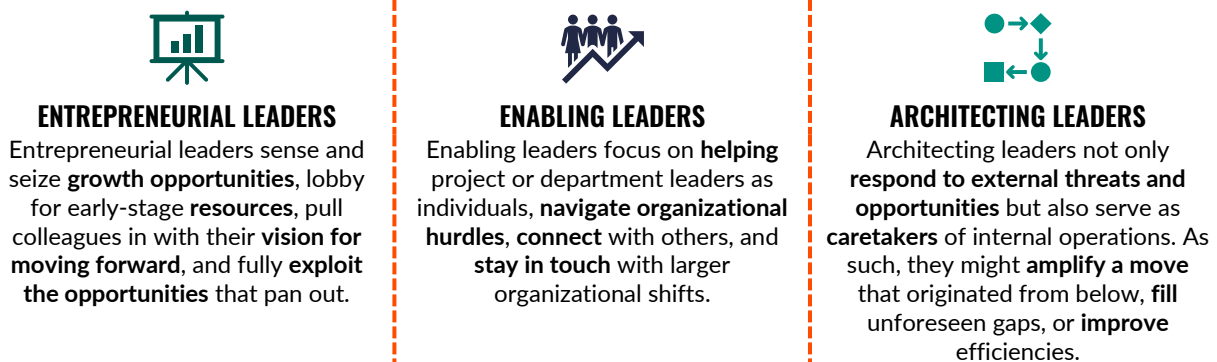 ENTREPRENEURIAL LEADERS
Entrepreneurial leaders sense and
seize growth opportunities, lobby
for early-stage resources, pull
colleagues in with their vision for
moving forward, and fully exploit
the opportunities that pan out.
ENABLING LEADERS
Enabling leaders focus on helping
project or department leaders as
individuals, navigate organizational
hurdles, connect with others, and
stay in touch with larger
organizational shifts.
ARCHITECTING LEADERS
Architecting leaders not only
respond to external threats and
opportunities but also serve as
caretakers of internal operations. As
such, they might amplify a move
that originated from below, fill
unforeseen gaps, or improve
efficiencies.